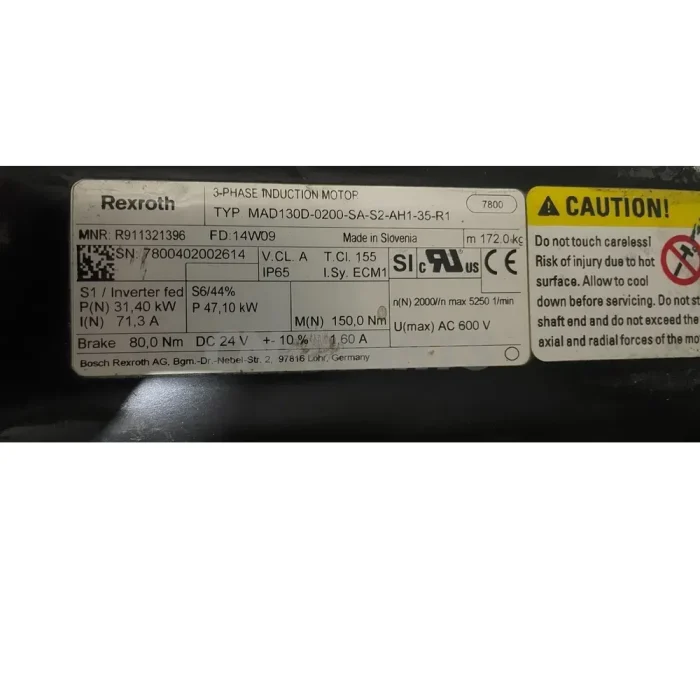 Rexroth
3-PHASE INDUCTION MOTOR
TYP MAD130D-0200-SA-S2-AH1-35-R1
7800
MNR: R911321396 FD:14W09 Made in Slovenia m 172.0 kg
SN: 7800402002614 V.CL. A T.Cl. 155
IP65 I.Sy. ECM1
SI c RU US CE
S1 / Inverter fed S6/44%
P(N) 31,40 kW P 47,10 kW
I(N) 71,3 A M(N) 150,0 Nm
n(N) 2000//n max 5250 1/min
U(max) AC 600 V
Brake 80,0 Nm DC 24 V +- 10 % 1,60 A
Bosch Rexroth AG, Bgm.-Dr.-Nebel-Str. 2, 97816 Lohr, Germany
CAUTION!
Do not touch careless!
Risk of injury due to hot
surface. Allow to cool
down before servicing. Do not st
shaft end and do not exceed the
axial and radial forces of the mo